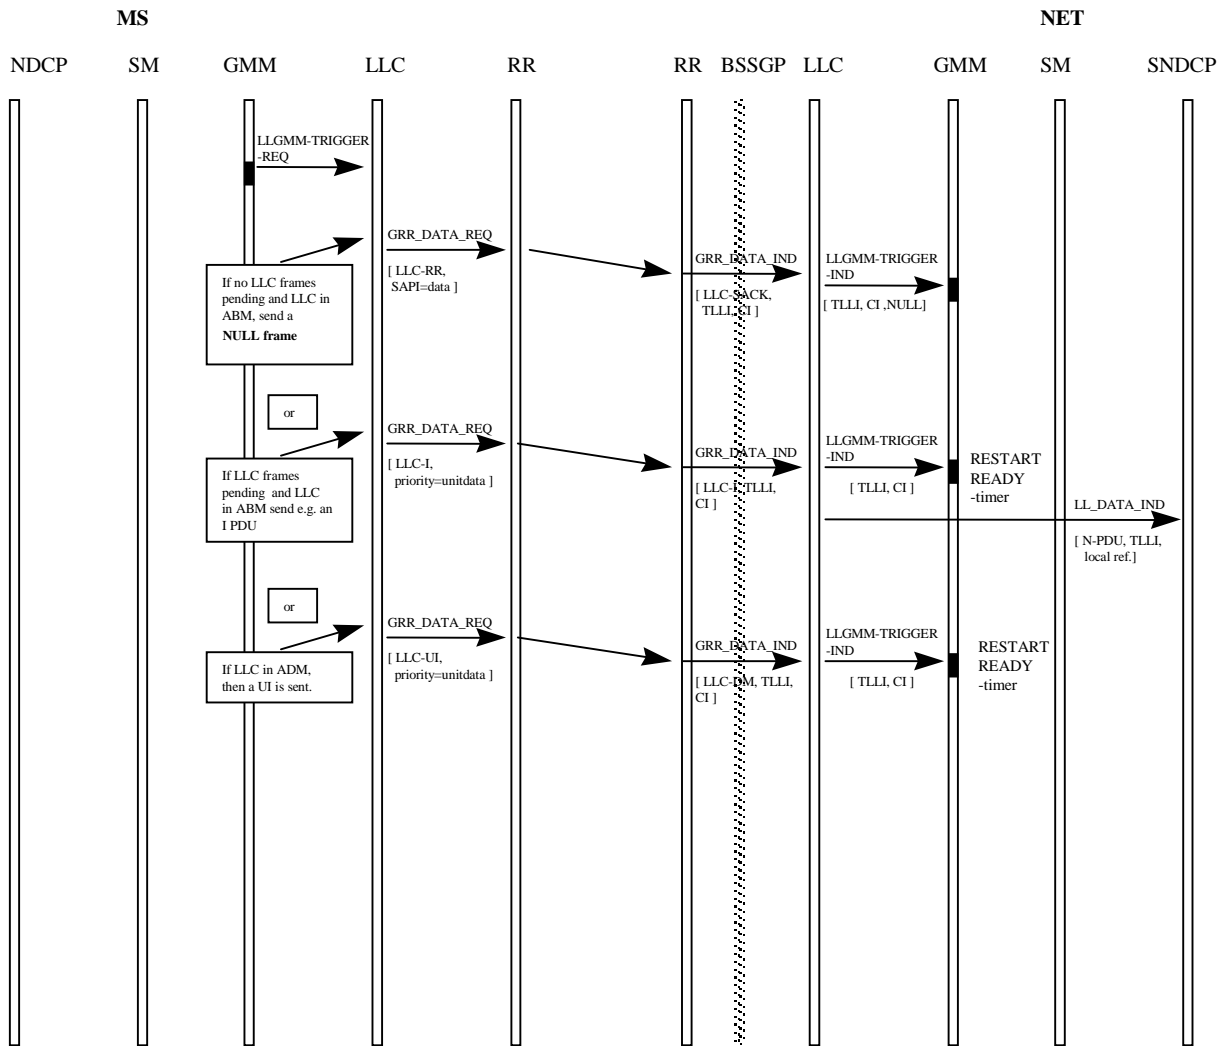 MS NET
NDCP SM GMM LLC RR RR BSSGP LLC GMM SM SNDCP
LLGMM-TRIGGER
-REQ
GRR_DATA_REQ
[ LLC-RR,
SAPI=data ]
GRR_DATA_IND
[ LLC-SACK,
TLLI, CI ]
LLGMM-TRIGGER
-IND
[ TLLI, CI ,NULL]
If no LLC frames
pending and LLC in
ABM, send a
NULL frame
or
GRR_DATA_REQ
[ LLC-I,
priority=unitdata ]
GRR_DATA_IND
[ LLC-I, TLLI,
CI ]
LLGMM-TRIGGER
-IND
[ TLLI, CI ]
RESTART
READY
-timer
If LLC frames
pending and LLC
in ABM send e.g. an
I PDU
LL_DATA_IND
[ N-PDU, TLLI,
local ref.]
or
GRR_DATA_REQ
[ LLC-UI,
priority=unitdata ]
GRR_DATA_IND
[ LLC-DM, TLLI,
CI ]
LLGMM-TRIGGER
-IND
[ TLLI, CI ]
RESTART
READY
-timer
If LLC in ADM,
then a UI is sent.